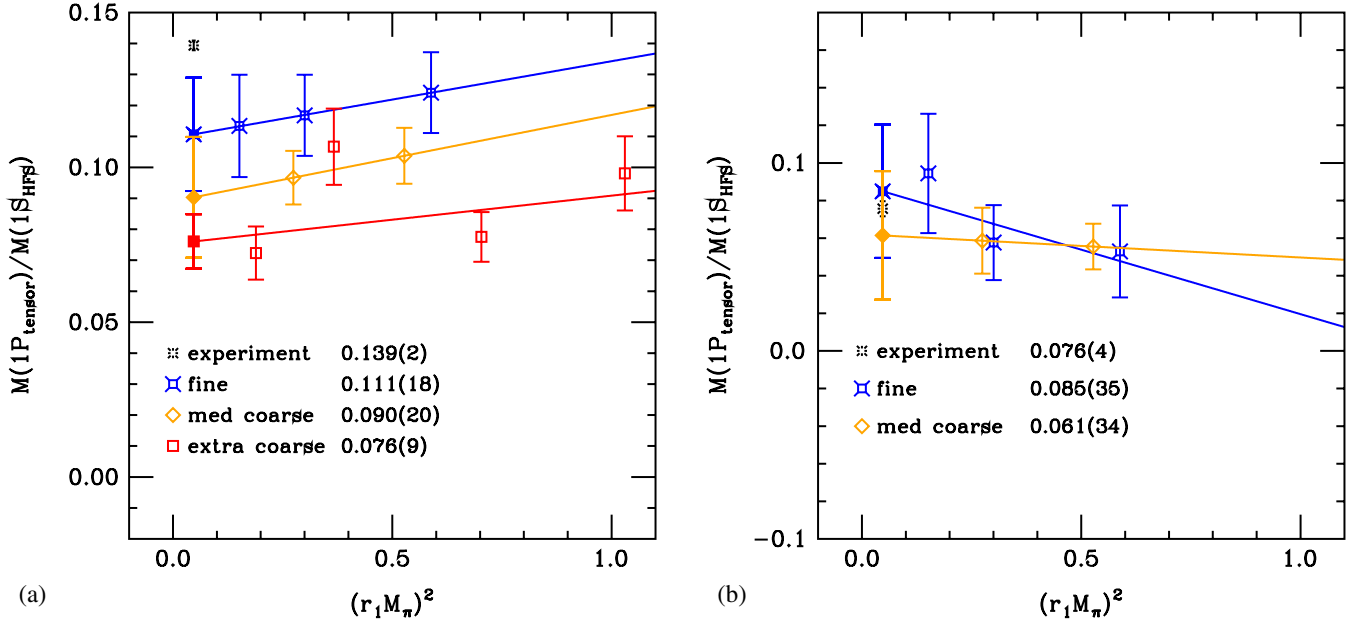 0.15
0.10
0.05
0.00
M(1P_tensor)/M(1S_HFS)
experiment 0.139(2)
fine 0.111(18)
med coarse 0.090(20)
extra coarse 0.076(9)
0.0 0.5 1.0
(a)
(r₁M_π)²
0.1
0.0
−0.1
M(1P_tensor)/M(1S_HFS)
experiment 0.076(4)
fine 0.085(35)
med coarse 0.061(34)
0.0 0.5 1.0
(b)
(r₁M_π)²